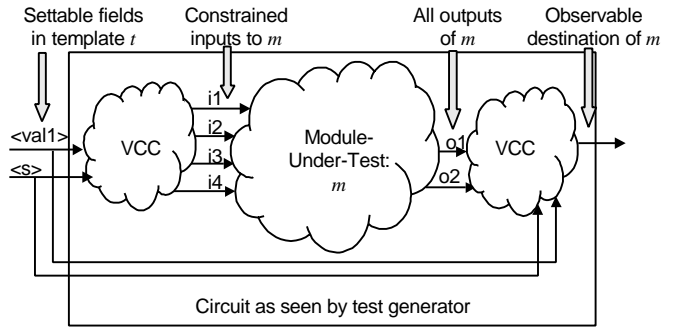 Settable fields
in template t
Constrained
inputs to m
All outputs
of m
Observable
destination of m
<val1>
<s>
VCC
i1
i2
i3
i4
Module-
Under-Test:
m
o1
o2
VCC
Circuit as seen by test generator